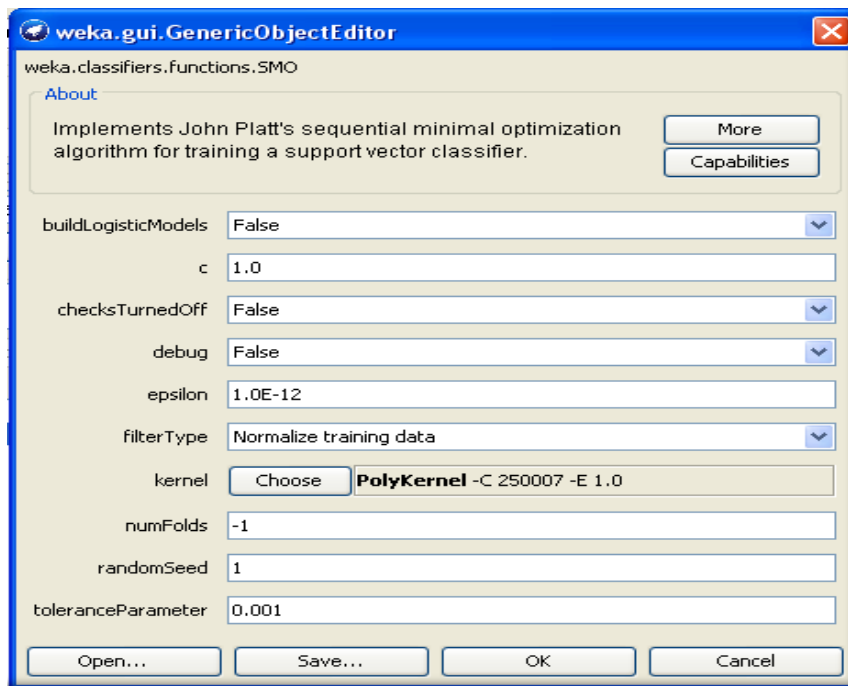 weka.gui.GenericObjectEditor
weka.classifiers.functions.SMO
About
Implements John Platt's sequential minimal optimization
algorithm for training a support vector classifier.
More
Capabilities
buildLogisticModels False
c 1.0
checksTurnedOff False
debug False
epsilon 1.0E-12
filterType Normalize training data
kernel Choose PolyKernel -C 250007 -E 1.0
numFolds -1
randomSeed 1
toleranceParameter 0.001
Open... Save... OK Cancel